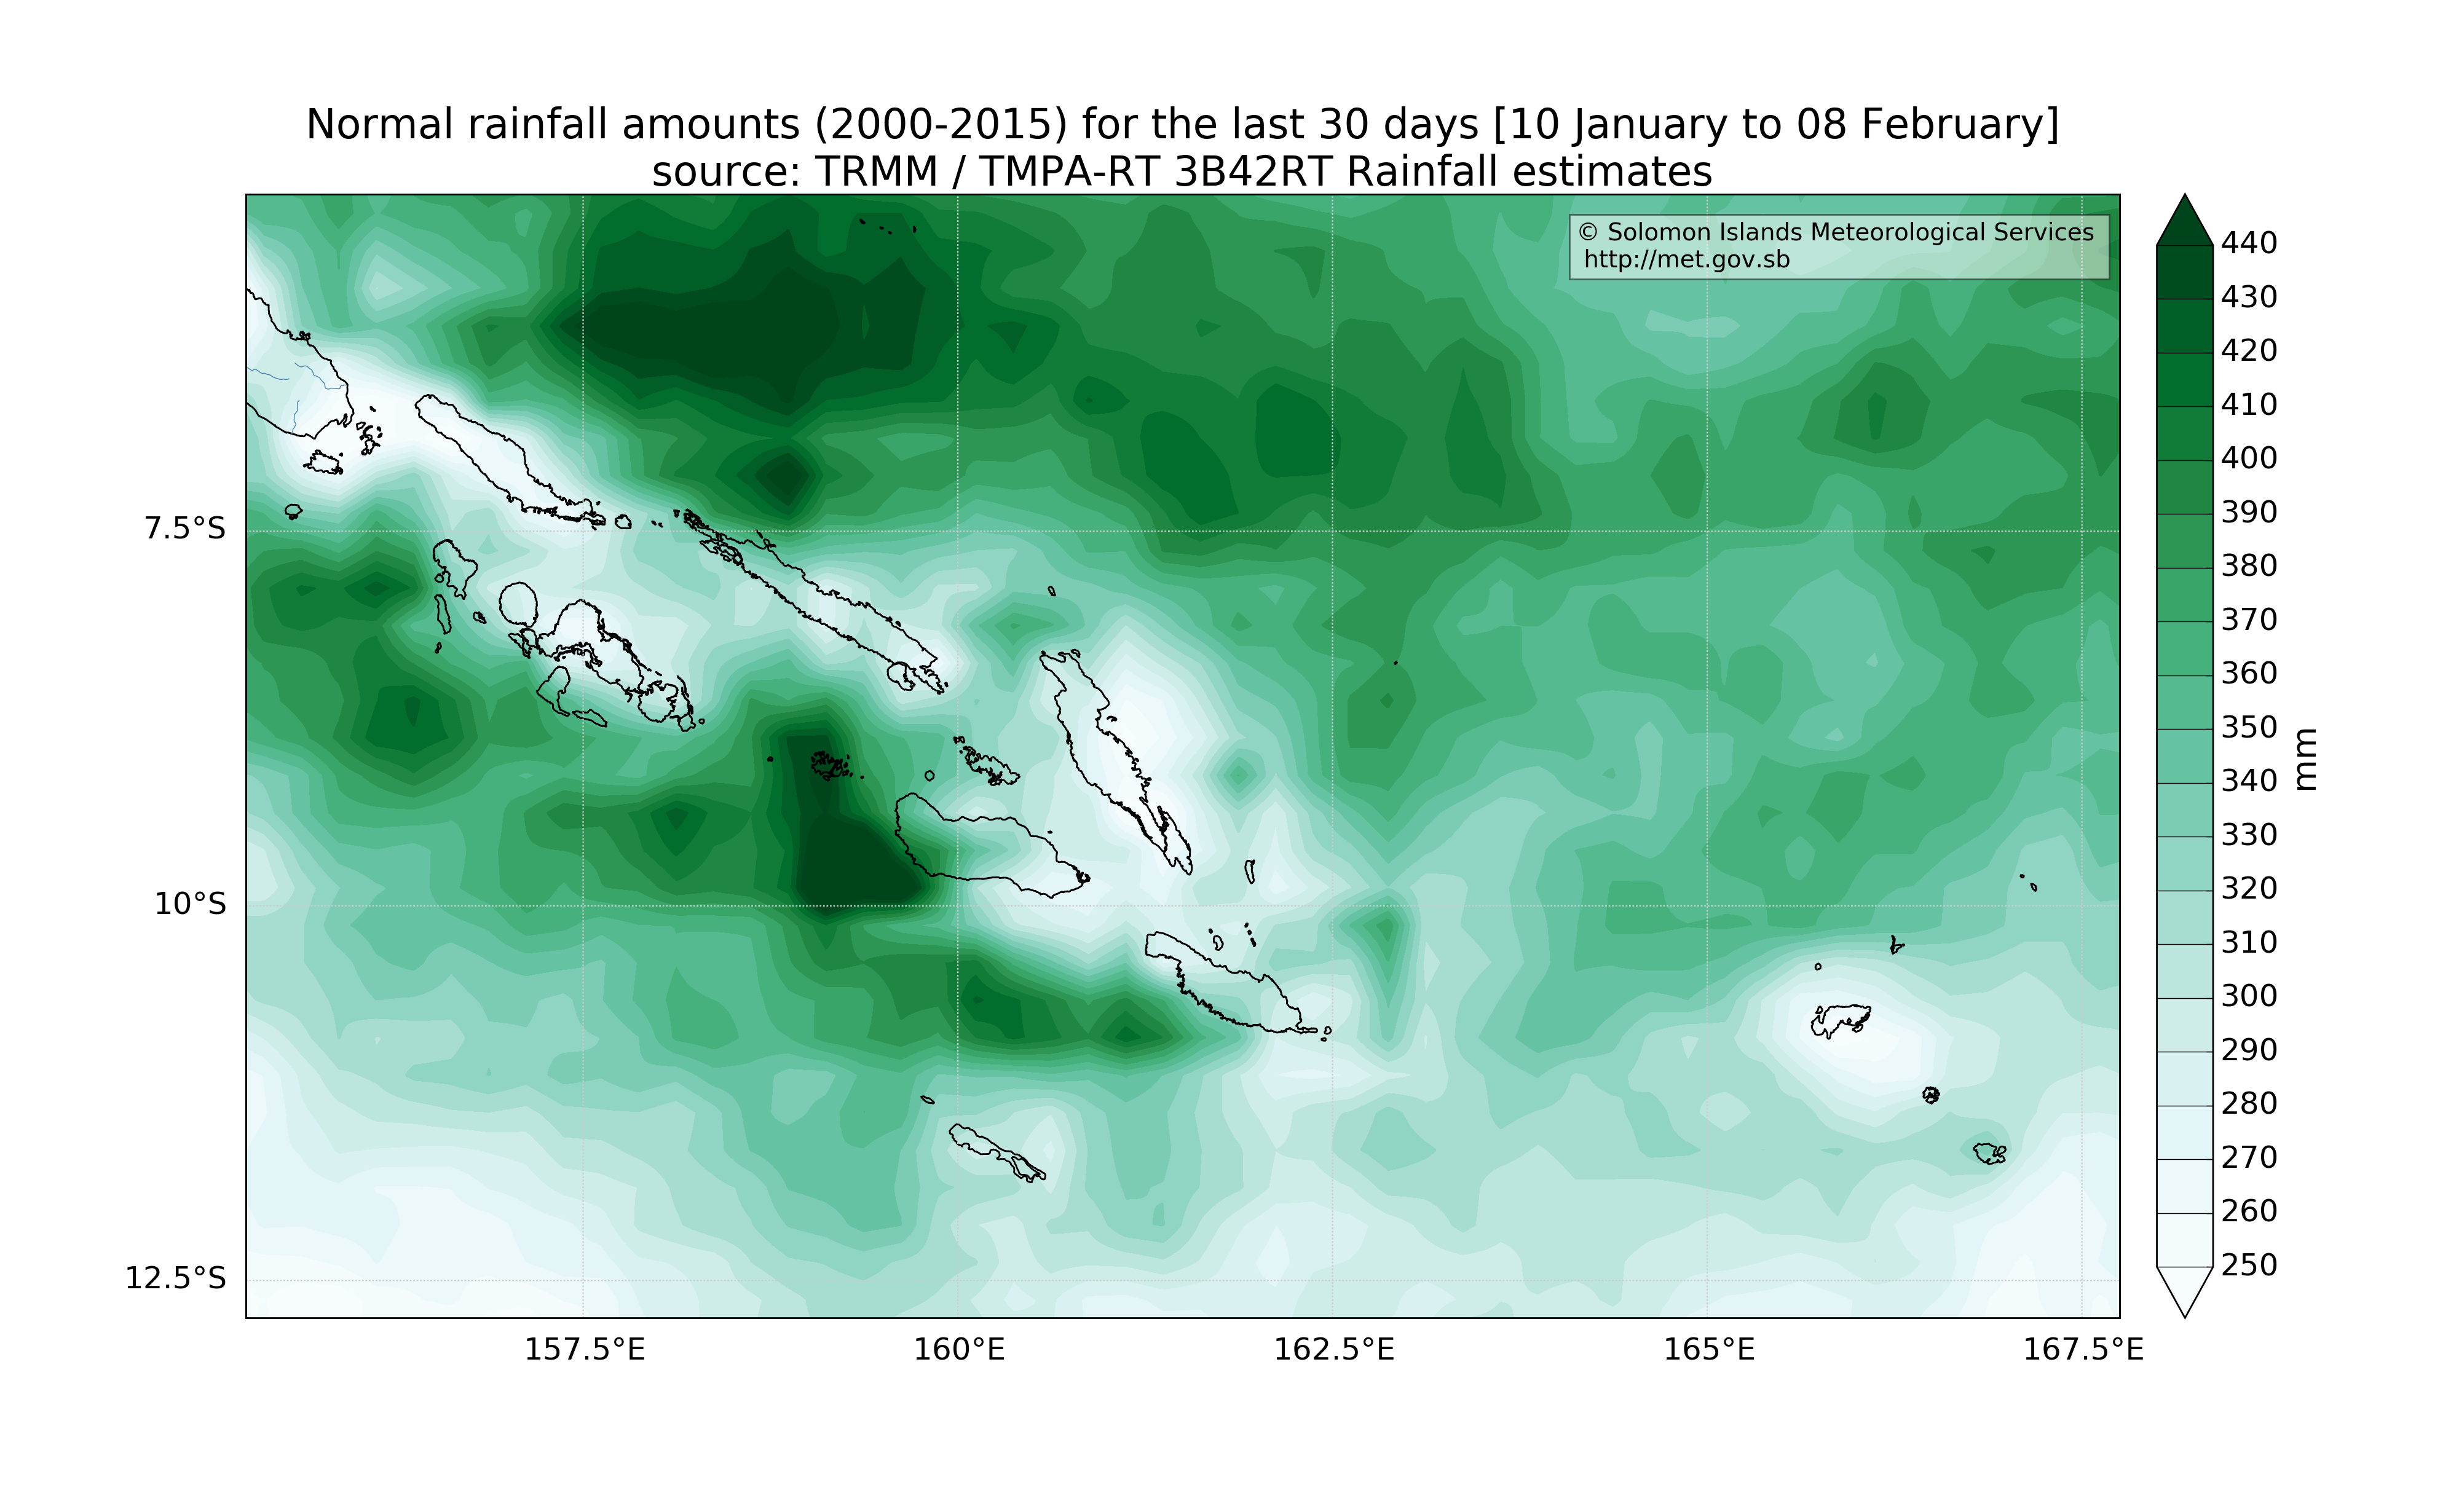 Normal rainfall amounts (2000-2015) for the last 30 days [10 January to 08 February]
source: TRMM / TMPA-RT 3B42RT Rainfall estimates
© Solomon Islands Meteorological Services
http://met.gov.sb
440
430
420
410
400
390
380
370
360
350
340
330
320
310
300
290
280
270
260
250
mm
7.5°S
10°S
12.5°S
157.5°E
160°E
162.5°E
165°E
167.5°E